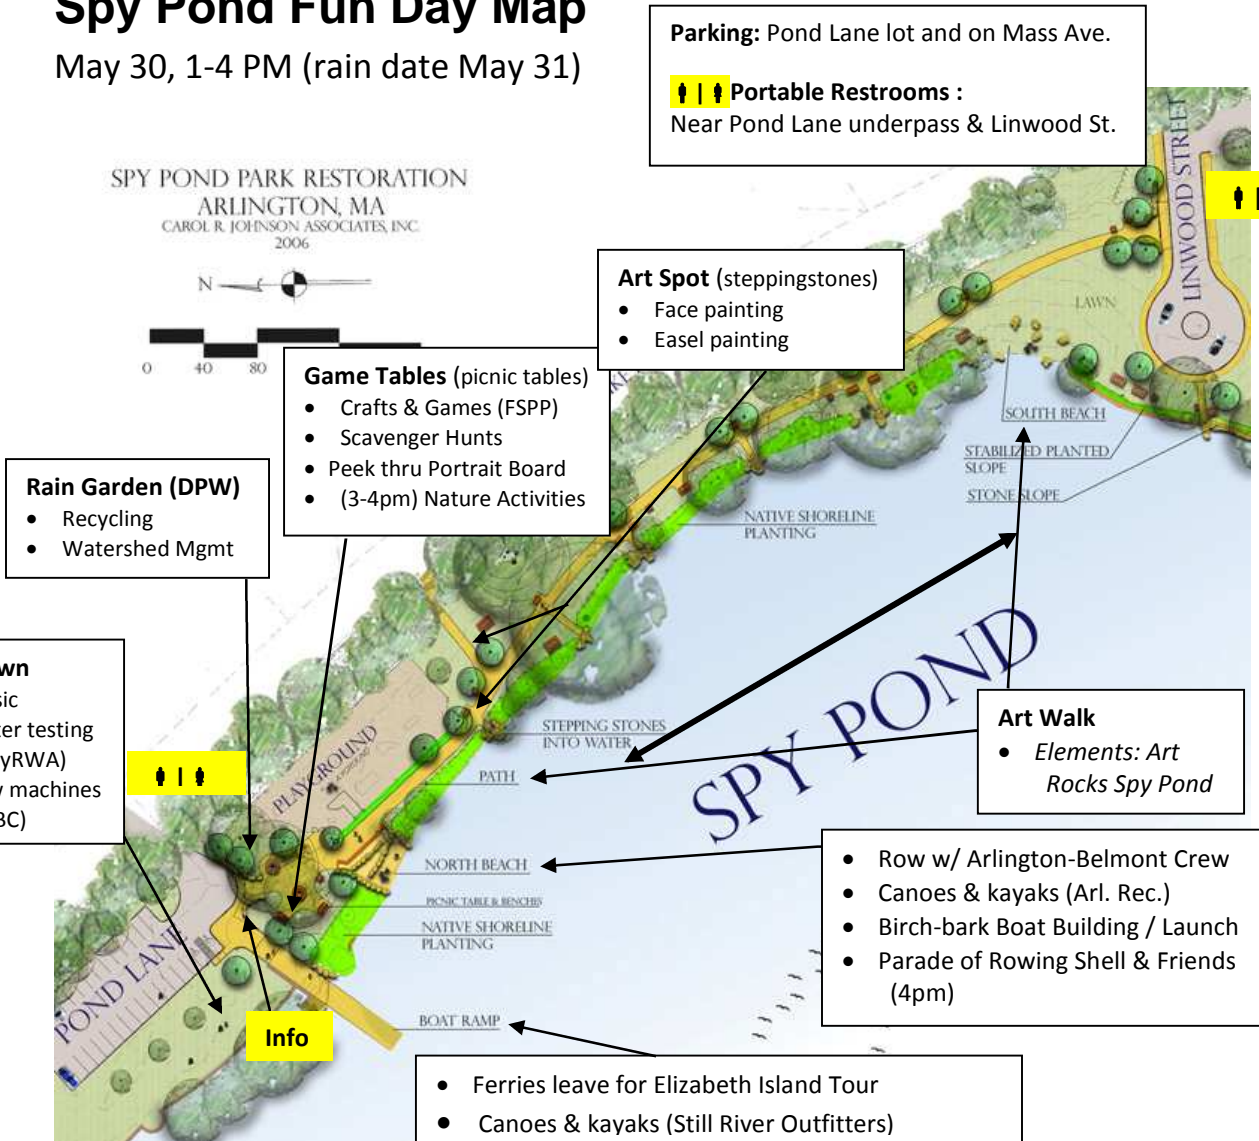 Spy Pond Fun Day Map
May 30, 1-4 PM (rain date May 31)
Parking: Pond Lane lot and on Mass Ave.
Portable Restrooms :
Near Pond Lane underpass & Linwood St.
SPY POND PARK RESTORATION
ARLINGTON, MA
CAROL R. JOHNSON ASSOCIATES, INC.
2006
N
0 40 80
LINWOOD STREET
LAWN
Art Spot (steppingstones)
• Face painting
• Easel painting
Game Tables (picnic tables)
• Crafts & Games (FSPP)
• Scavenger Hunts
• Peek thru Portrait Board
• (3-4pm) Nature Activities
SOUTH BEACH
STABILIZED PLANTED
SLOPE
STONE SLOPE
Rain Garden (DPW)
• Recycling
• Watershed Mgmt
NATIVE SHORELINE
PLANTING
SPY POND
wn
sic
ter testing
yRWA)
w machines
BC)
STEPPING STONES
INTO WATER
PATH
PLAYGROUND
Art Walk
• Elements: Art
Rocks Spy Pond
NORTH BEACH
PICNIC TABLE & BENCHES
NATIVE SHORELINE
PLANTING
• Row w/ Arlington-Belmont Crew
• Canoes & kayaks (Arl. Rec.)
• Birch-bark Boat Building / Launch
• Parade of Rowing Shell & Friends
(4pm)
POND LANE
BOAT RAMP
Info
• Ferries leave for Elizabeth Island Tour
• Canoes & kayaks (Still River Outfitters)